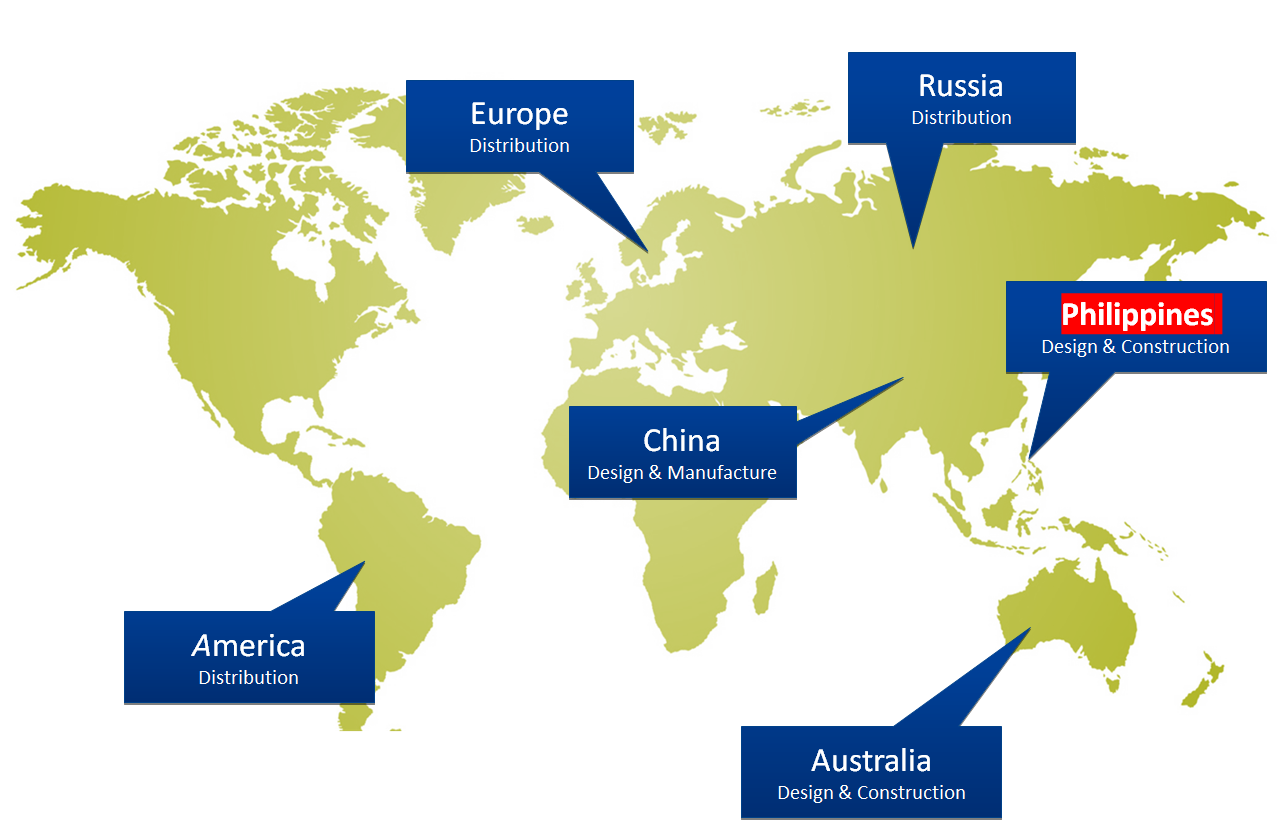 Russia
Distribution
Europe
Distribution
Philippines
Design & Construction
China
Design & Manufacture
America
Distribution
Australia
Design & Construction